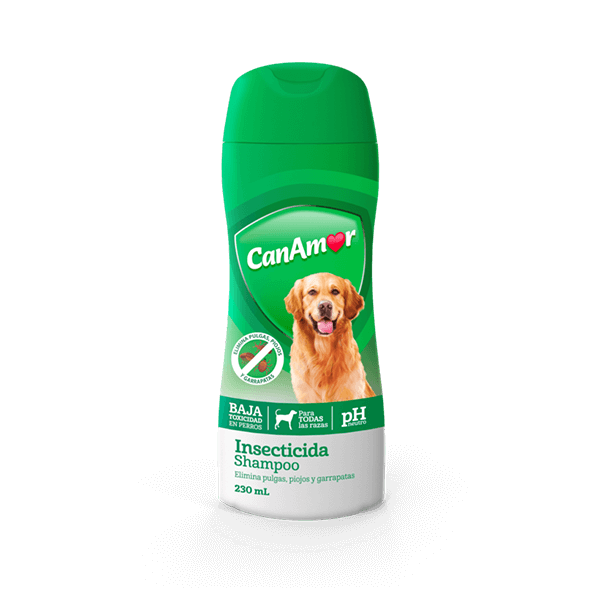 CanAmor
ELIMINA PULGAS, PIOJOS
Y GARRAPATAS
BAJA
TOXICIDAD
EN PERROS
Para
TODAS
las razas
pH
neutro
Insecticida
Shampoo
Elimina pulgas, piojos y garrapatas
230 mL